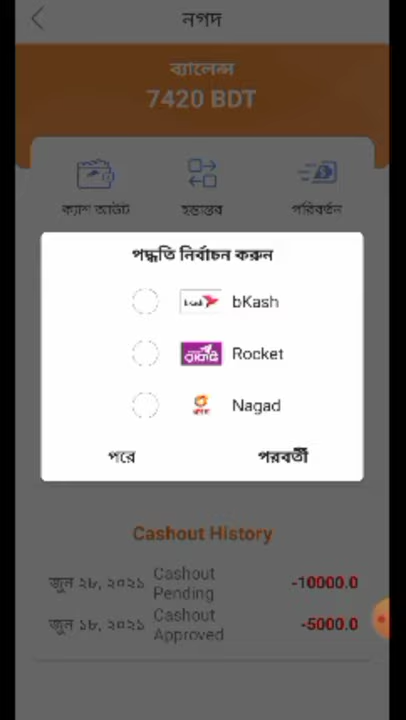 নগদ
ব্যালেন্স
7420 BDT
ক্যাশ আউট হস্তান্তর পরিবর্তন
পদ্ধতি নির্বাচন করুন
bKash
Rocket
Nagad
পরে পরবর্তী
Cashout History
জুন ২৮, ২০২১ Cashout Pending -10000.0
জুন ১৮, ২০২১ Cashout Approved -5000.0